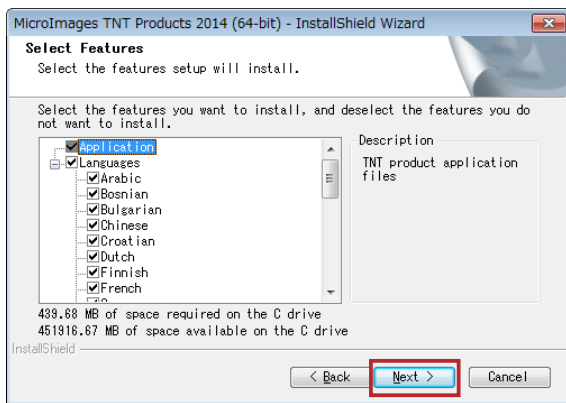 MicroImages TNT Products 2014 (64-bit) - InstallShield Wizard
Select Features
Select the features setup will install.
Select the features you want to install, and deselect the features you do
not want to install.
Application
Languages
Arabic
Bosnian
Bulgarian
Chinese
Croatian
Dutch
Finnish
French
Description
TNT product application
files
439.68 MB of space required on the C drive
451916.67 MB of space available on the C drive
InstallShield
< Back
Next >
Cancel